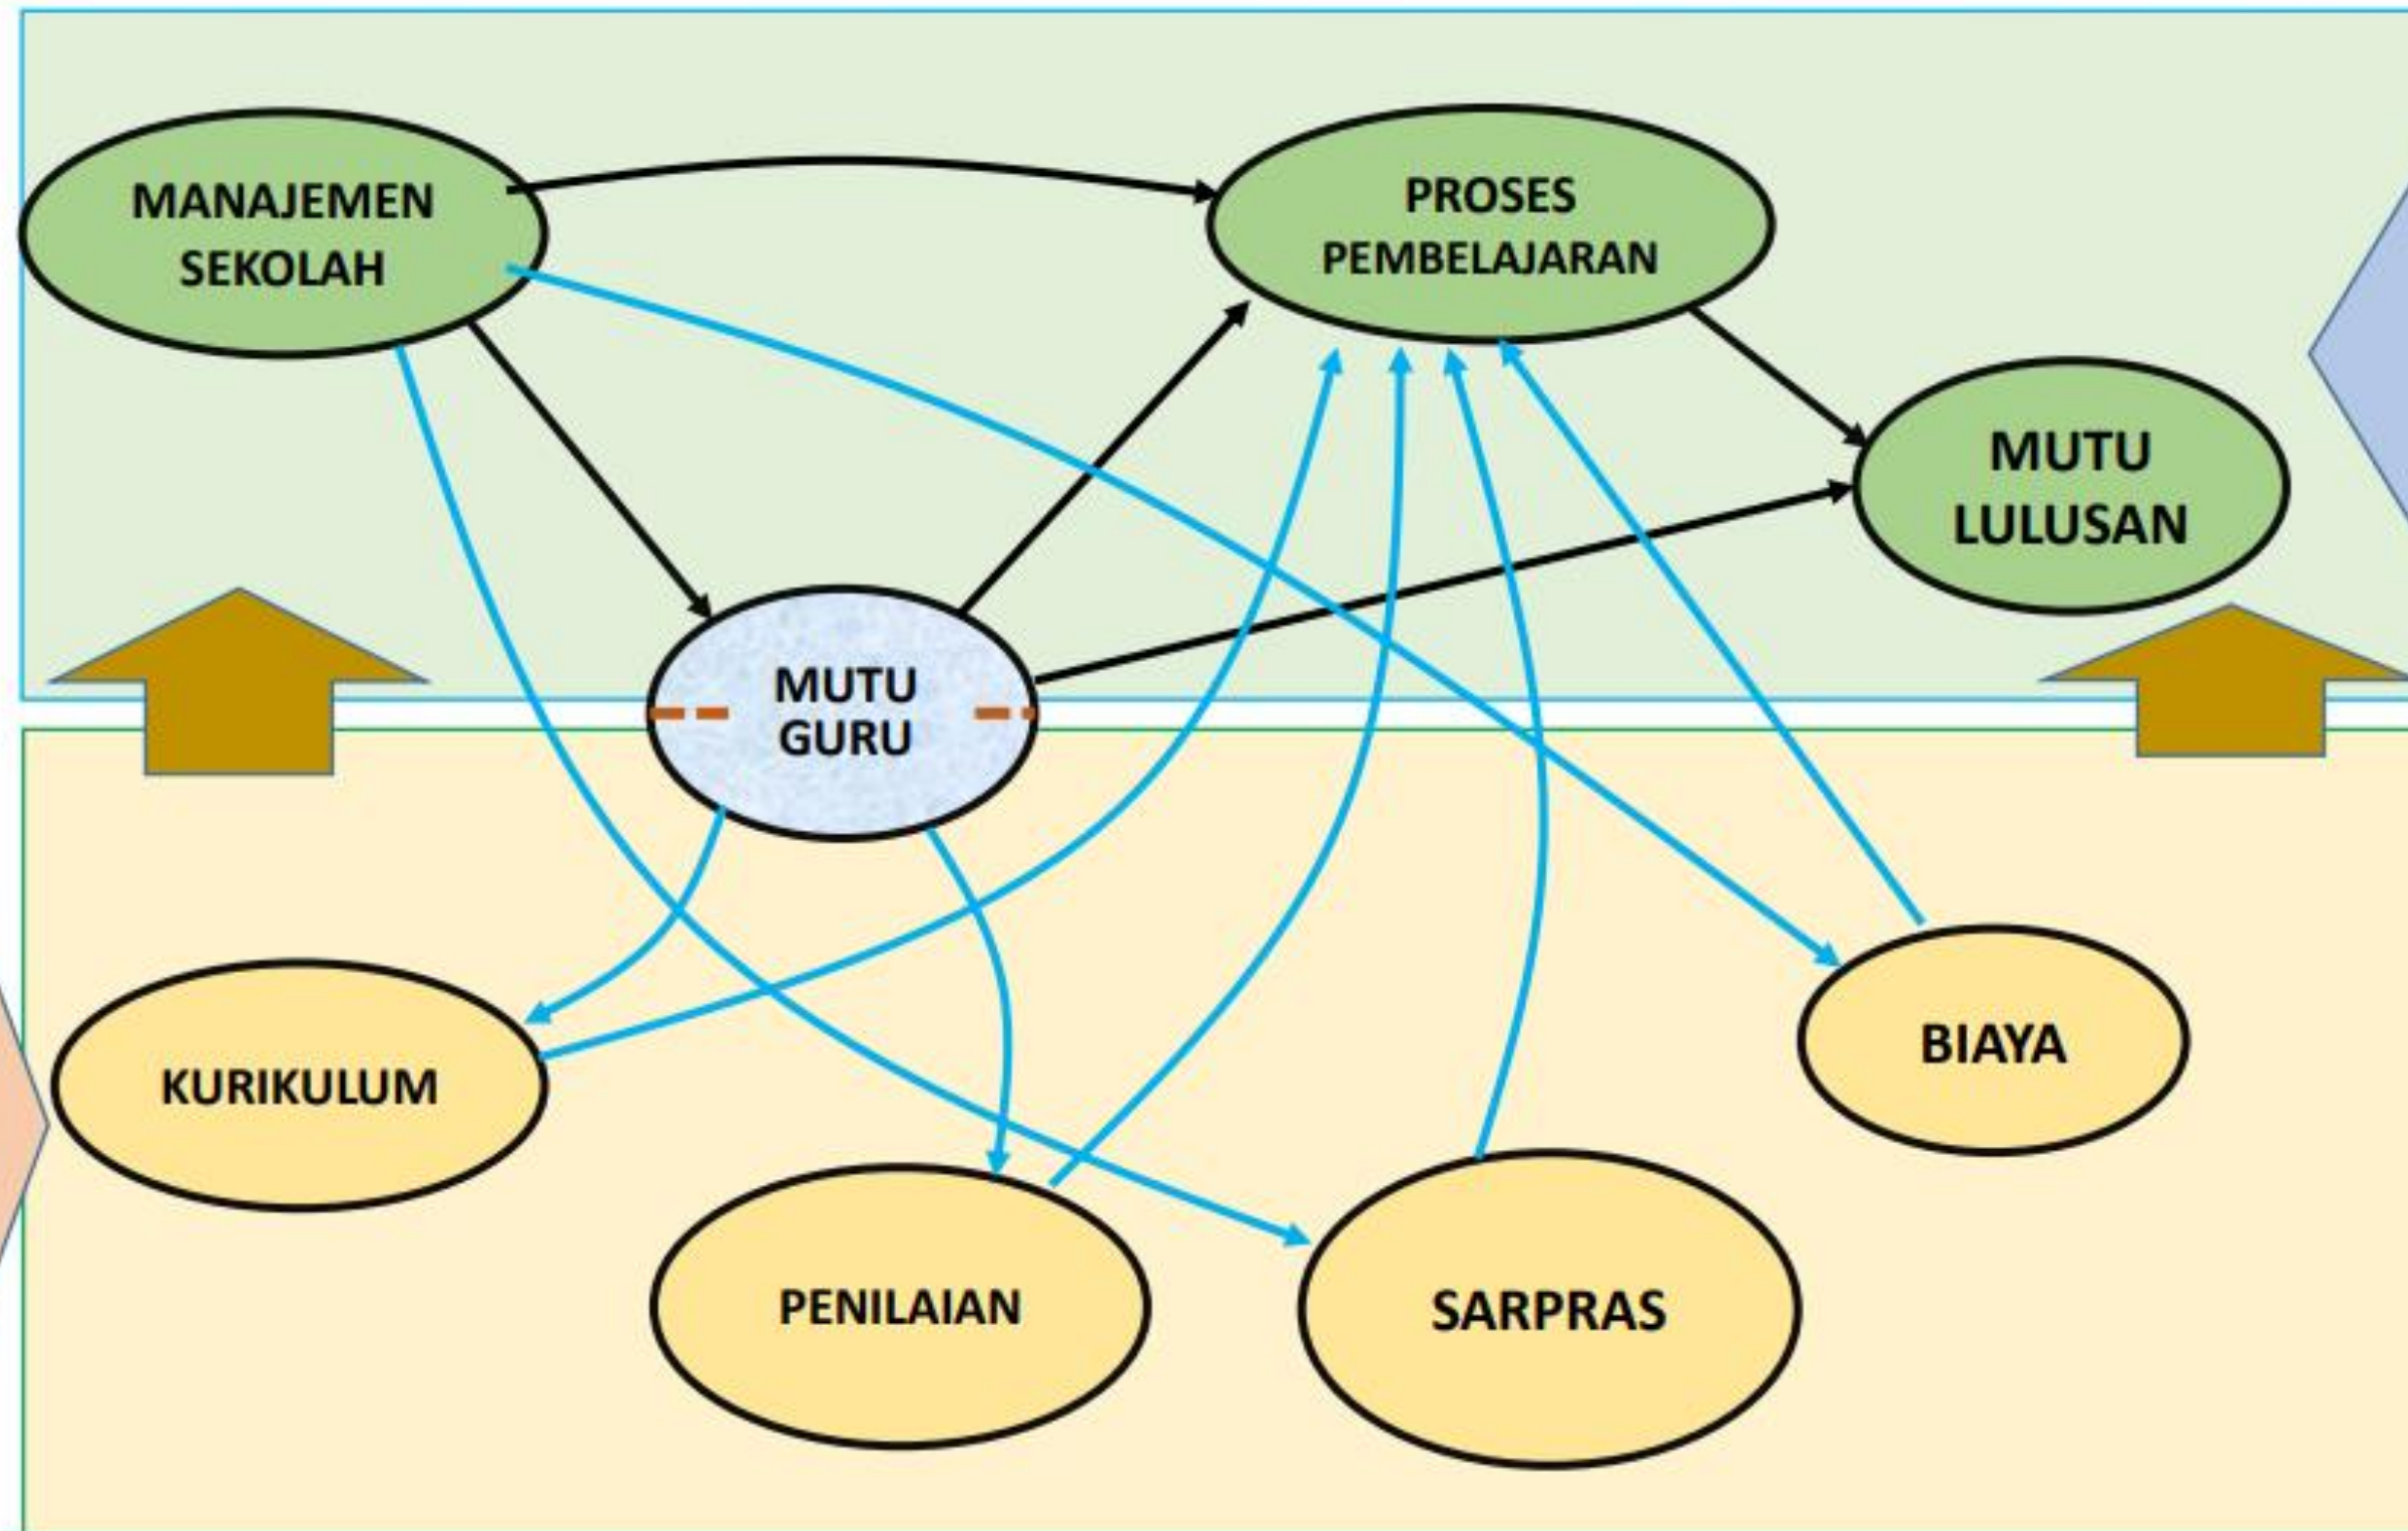 MANAJEMEN
SEKOLAH
PROSES
PEMBELAJARAN
MUTU
LULUSAN
MUTU
GURU
KURIKULUM
PENILAIAN
SARPRAS
BIAYA